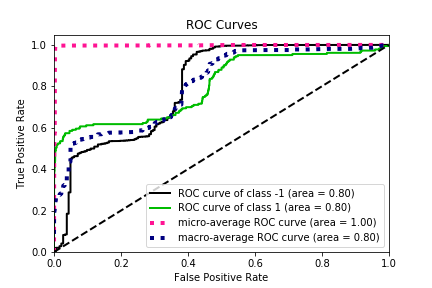 ROC Curves
True Positive Rate
1.0
0.8
0.6
0.4
0.2
0.0
ROC curve of class -1 (area = 0.80)
ROC curve of class 1 (area = 0.80)
micro-average ROC curve (area = 1.00)
macro-average ROC curve (area = 0.80)
0.0 0.2 0.4 0.6 0.8 1.0
False Positive Rate